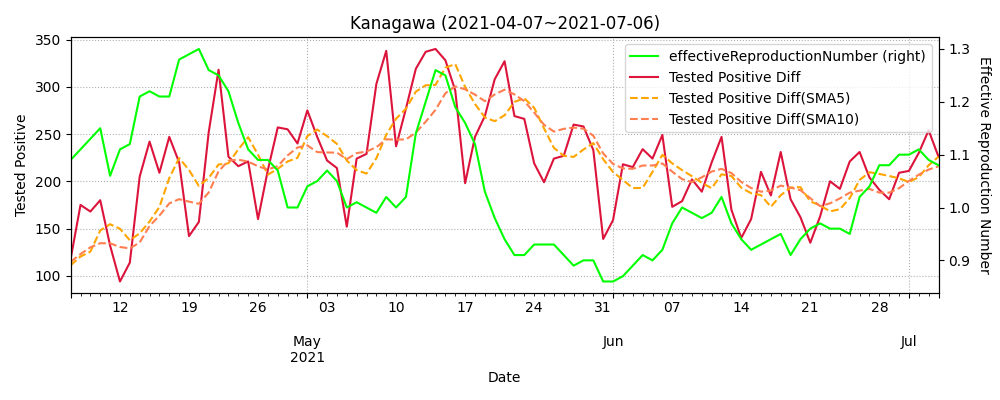 Kanagawa (2021-04-07~2021-07-06)
effectiveReproductionNumber (right)
Tested Positive Diff
Tested Positive Diff(SMA5)
Tested Positive Diff(SMA10)
Tested Positive
350
300
250
200
150
100
1.3
1.2
1.1
1.0
0.9
Effective Reproduction Number
12 19 26 03 10 17 24 31 07 14 21 28
May Jun Jul
2021
Date